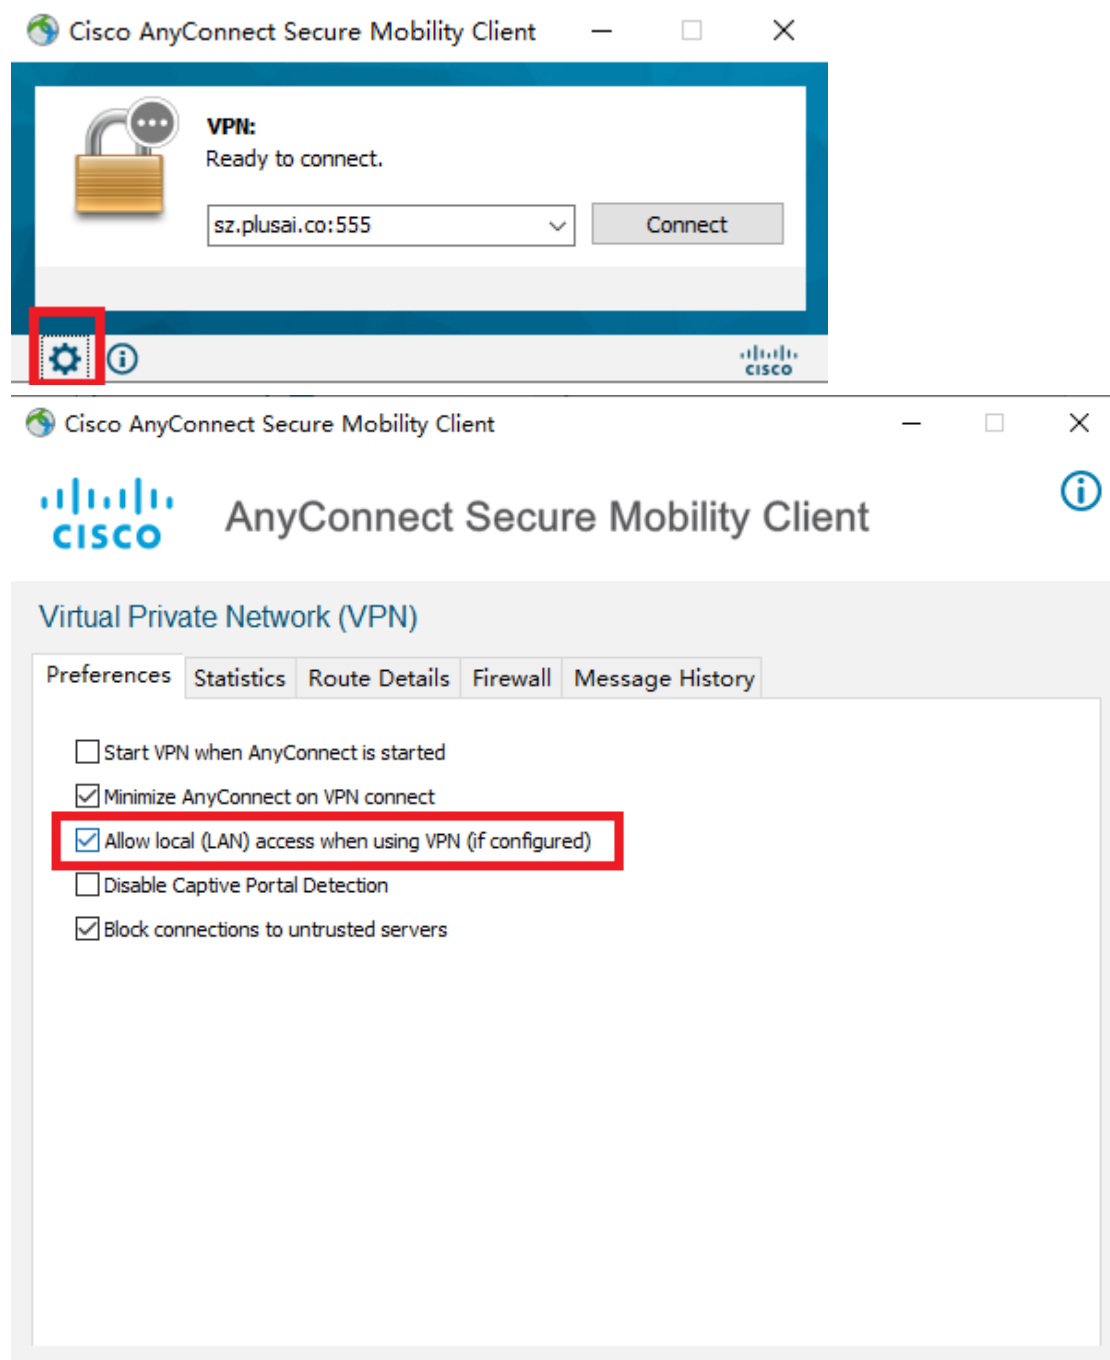 Cisco AnyConnect Secure Mobility Client
VPN:
Ready to connect.
sz.plusai.co:555
Connect
CISCO
Cisco AnyConnect Secure Mobility Client
CISCO
AnyConnect Secure Mobility Client
Virtual Private Network (VPN)
Preferences Statistics Route Details Firewall Message History
Start VPN when AnyConnect is started
Minimize AnyConnect on VPN connect
Allow local (LAN) access when using VPN (if configured)
Disable Captive Portal Detection
Block connections to untrusted servers